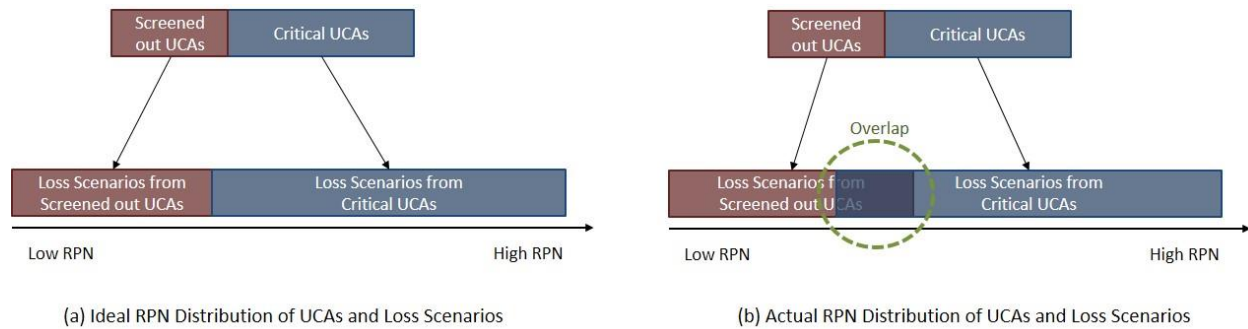 Screened
out UCAs
Critical UCAs
Loss Scenarios from
Screened out UCAs
Loss Scenarios from
Critical UCAs
Low RPN
High RPN
(a) Ideal RPN Distribution of UCAs and Loss Scenarios
Screened
out UCAs
Critical UCAs
Overlap
Loss Scenarios from
Screened out UCAs
Loss Scenarios from
Critical UCAs
Low RPN
High RPN
(b) Actual RPN Distribution of UCAs and Loss Scenarios